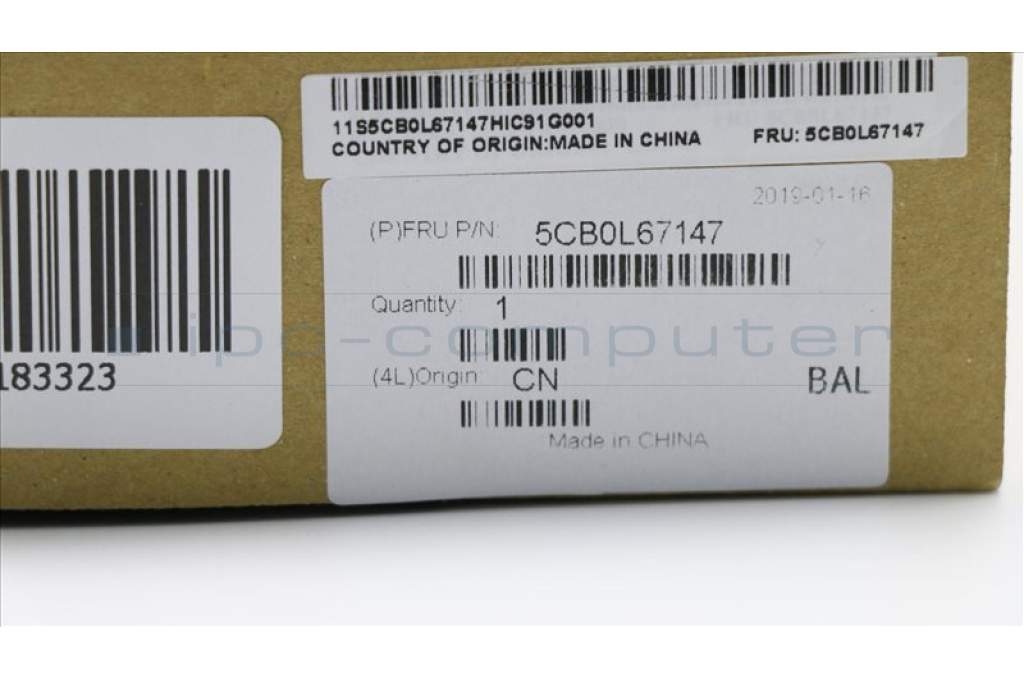 11S5CB0L67147HIC91G001
COUNTRY OF ORIGIN:MADE IN CHINA
FRU: 5CB0L67147
2019-01-16
(P)FRU P/N: 5CB0L67147
Quantity: 1
(4L)Origin: CN
BAL
Made in CHINA
183323
ipc-computer